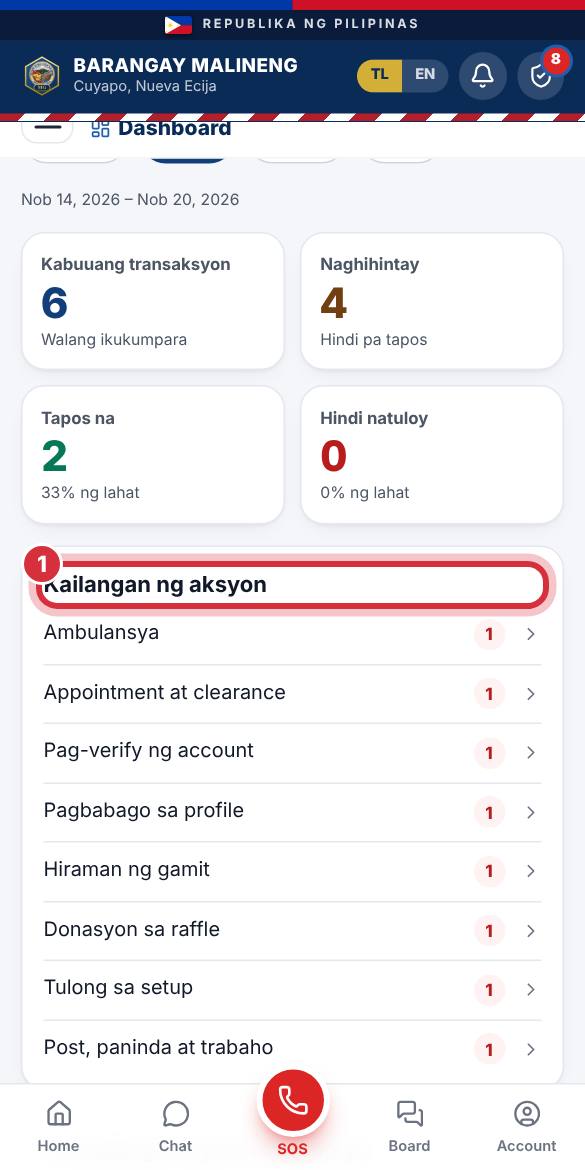 REPUBLIKA NG PILIPINAS
BARANGAY MALINENG
Cuyapo, Nueva Ecija
TL EN
8
Dashboard
Nob 14, 2026 – Nob 20, 2026
Kabuuang transaksyon
6
Walang ikukumpara
Naghihintay
4
Hindi pa tapos
Tapos na
2
33% ng lahat
Hindi natuloy
0
0% ng lahat
1
Kailangan ng aksyon
Ambulansya 1
Appointment at clearance 1
Pag-verify ng account 1
Pagbabago sa profile 1
Hiraman ng gamit 1
Donasyon sa raffle 1
Tulong sa setup 1
Post, paninda at trabaho 1
Home Chat SOS Board Account